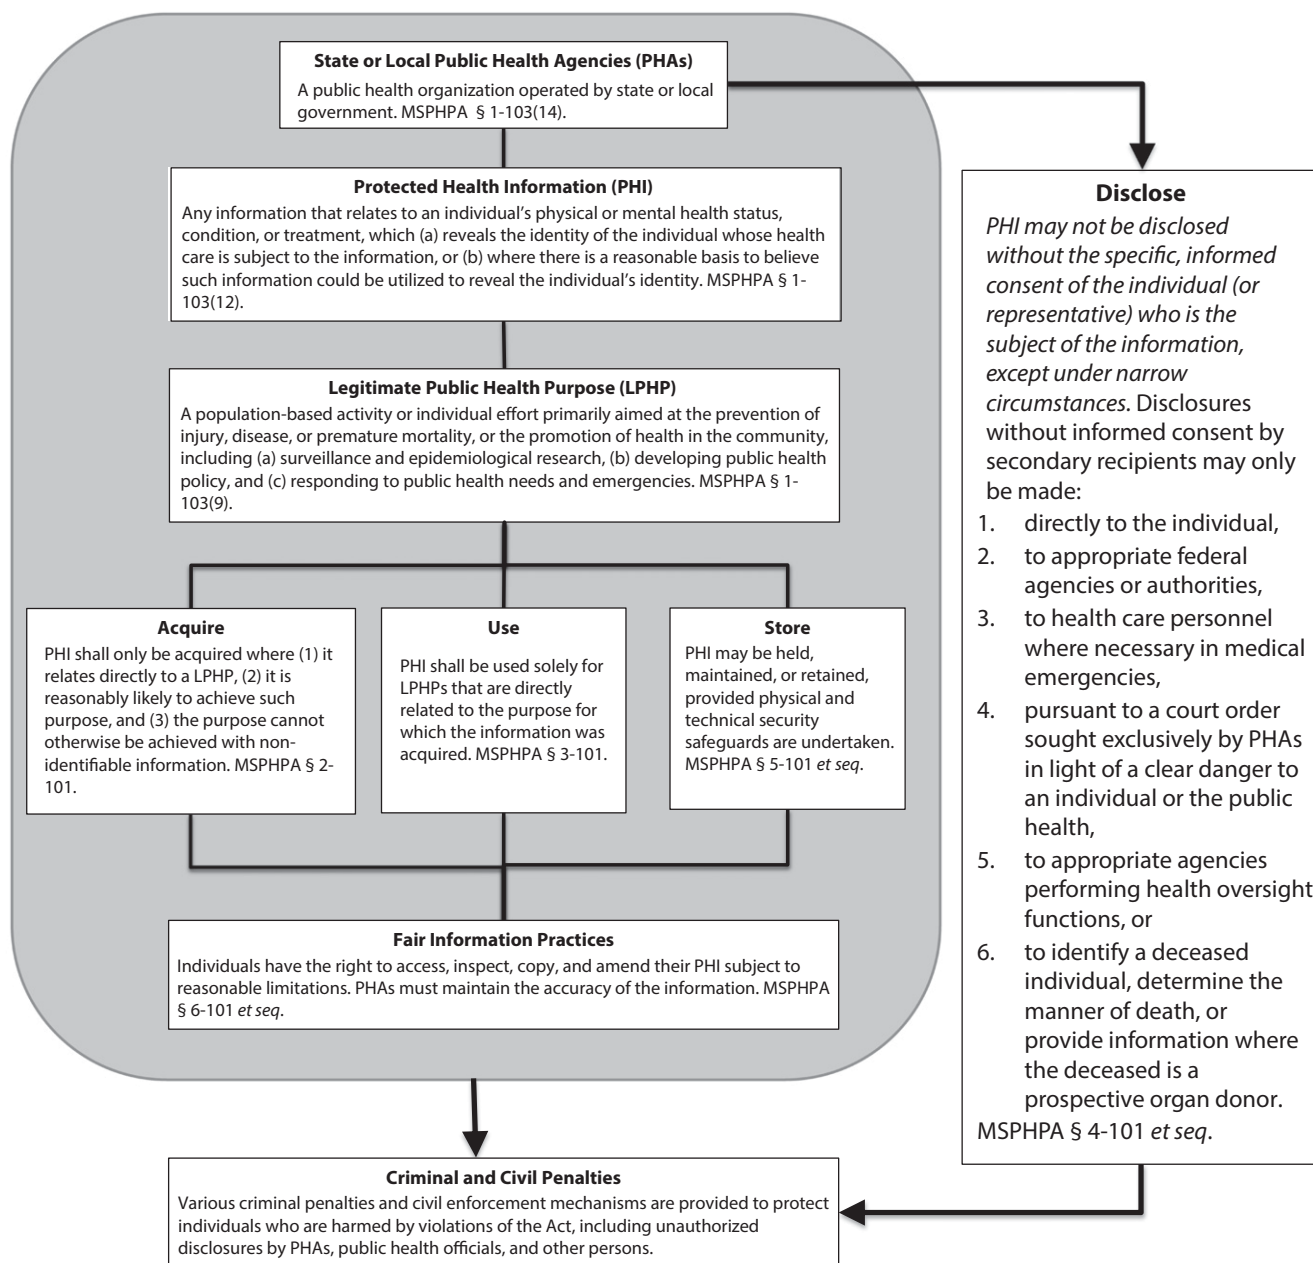 State or Local Public Health Agencies (PHAs)
A public health organization operated by state or local
government. MSPHPA § 1-103(14).
Protected Health Information (PHI)
Any information that relates to an individual's physical or mental health status,
condition, or treatment, which (a) reveals the identity of the individual whose health
care is subject to the information, or (b) where there is a reasonable basis to believe
such information could be utilized to reveal the individual's identity. MSPHPA § 1-
103(12).
Legitimate Public Health Purpose (LPHP)
A population-based activity or individual effort primarily aimed at the prevention of
injury, disease, or premature mortality, or the promotion of health in the community,
including (a) surveillance and epidemiological research, (b) developing public health
policy, and (c) responding to public health needs and emergencies. MSPHPA § 1-
103(9).
Acquire
PHI shall only be acquired where (1) it
relates directly to a LPHP, (2) it is
reasonably likely to achieve such
purpose, and (3) the purpose cannot
otherwise be achieved with non-
identifiable information. MSPHPA § 2-
101.
Use
PHI shall be used solely for
LPHPs that are directly
related to the purpose for
which the information was
acquired. MSPHPA § 3-101.
Store
PHI may be held,
maintained, or retained,
provided physical and
technical security
safeguards are undertaken.
MSPHPA § 5-101 et seq.
Fair Information Practices
Individuals have the right to access, inspect, copy, and amend their PHI subject to
reasonable limitations. PHAs must maintain the accuracy of the information. MSPHPA
§ 6-101 et seq.
Disclose
PHI may not be disclosed
without the specific, informed
consent of the individual (or
representative) who is the
subject of the information,
except under narrow
circumstances. Disclosures
without informed consent by
secondary recipients may only
be made:
1. directly to the individual,
2. to appropriate federal
agencies or authorities,
3. to health care personnel
where necessary in medical
emergencies,
4. pursuant to a court order
sought exclusively by PHAs
in light of a clear danger to
an individual or the public
health,
5. to appropriate agencies
performing health oversight
functions, or
6. to identify a deceased
individual, determine the
manner of death, or
provide information where
the deceased is a
prospective organ donor.
MSPHPA § 4-101 et seq.
Criminal and Civil Penalties
Various criminal penalties and civil enforcement mechanisms are provided to protect
individuals who are harmed by violations of the Act, including unauthorized
disclosures by PHAs, public health officials, and other persons.